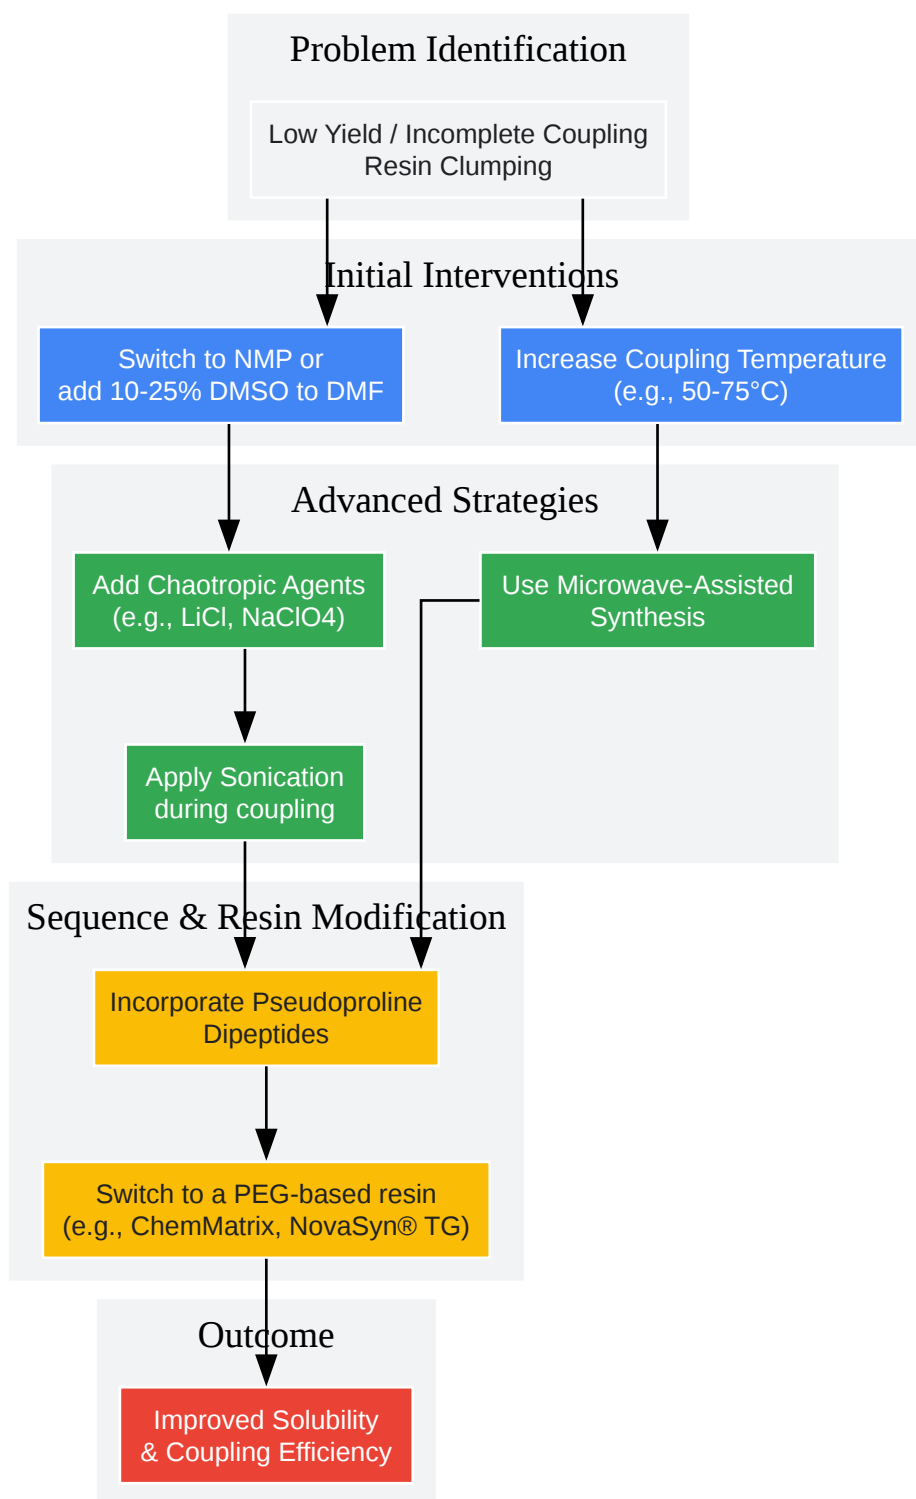 Problem Identification
Low Yield / Incomplete Coupling
Resin Clumping
Initial Interventions
Switch to NMP or
add 10-25% DMSO to DMF
Increase Coupling Temperature
(e.g., 50-75°C)
Advanced Strategies
Add Chaotropic Agents
(e.g., LiCl, NaClO4)
Use Microwave-Assisted
Synthesis
Apply Sonication
during coupling
Sequence & Resin Modification
Incorporate Pseudoproline
Dipeptides
Switch to a PEG-based resin
(e.g., ChemMatrix, NovaSyn® TG)
Outcome
Improved Solubility
& Coupling Efficiency